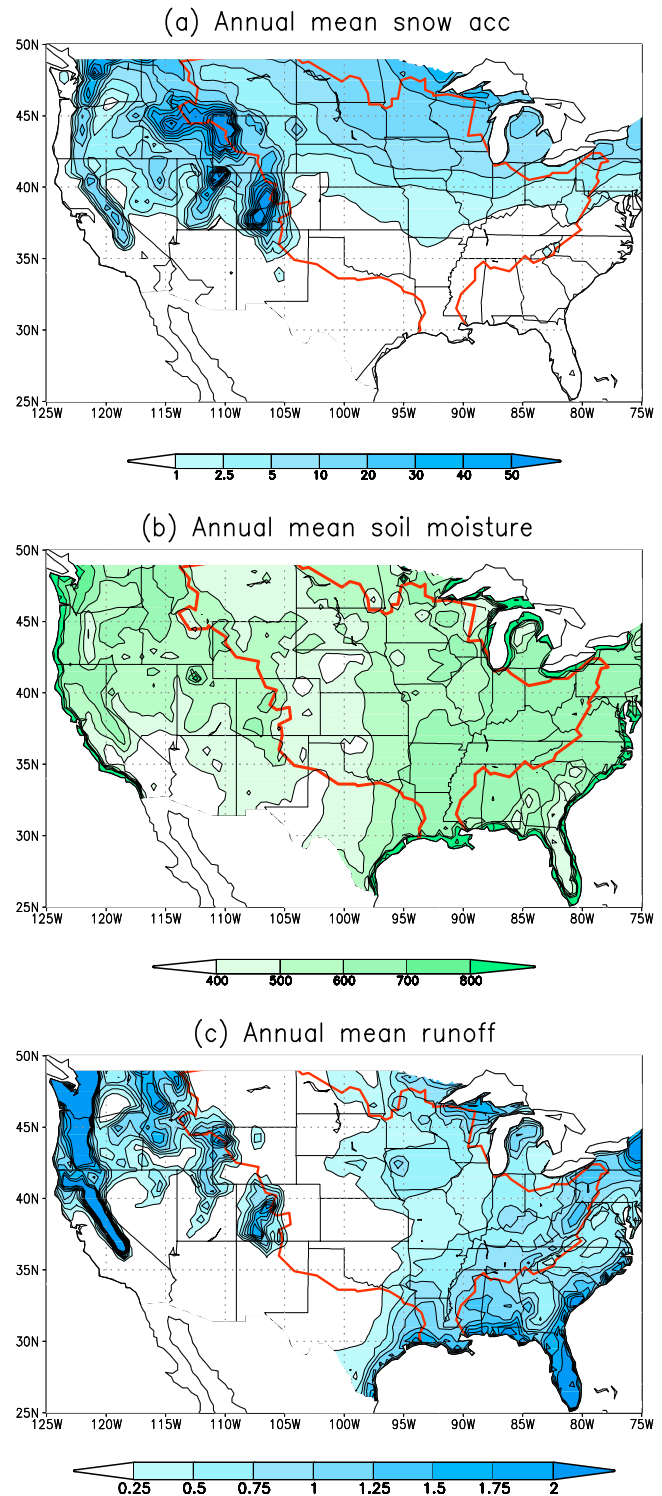 (a) Annual mean snow acc
50N
45N
40N
35N
30N
25N
125W 120W 115W 110W 105W 100W 95W 90W 85W 80W 75W
1 2.5 5 10 20 30 40 50
(b) Annual mean soil moisture
50N
45N
40N
35N
30N
25N
125W 120W 115W 110W 105W 100W 95W 90W 85W 80W 75W
400 500 600 700 800
(c) Annual mean runoff
50N
45N
40N
35N
30N
25N
125W 120W 115W 110W 105W 100W 95W 90W 85W 80W 75W
0.25 0.5 0.75 1 1.25 1.5 1.75 2